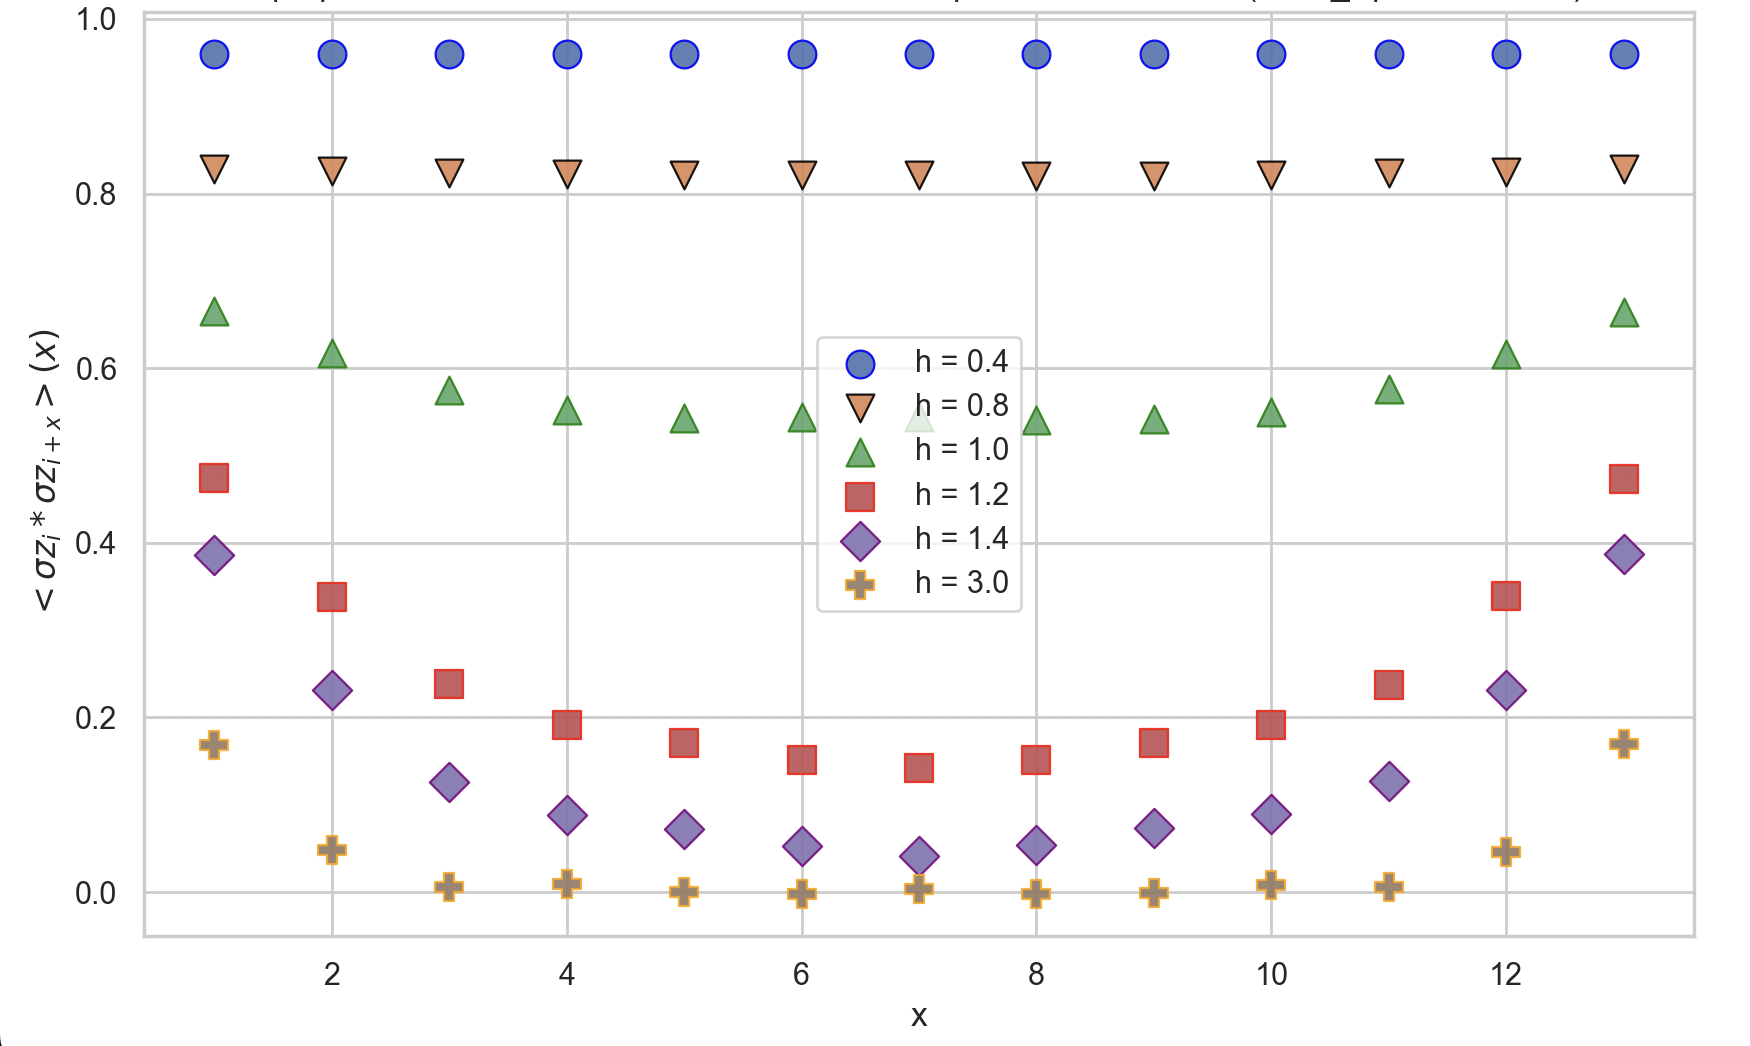 1.0
0.8
0.6
0.4
0.2
0.0
< σz_i * σz_{i+x} > (x)
h = 0.4
h = 0.8
h = 1.0
h = 1.2
h = 1.4
h = 3.0
2 4 6 8 10 12
x